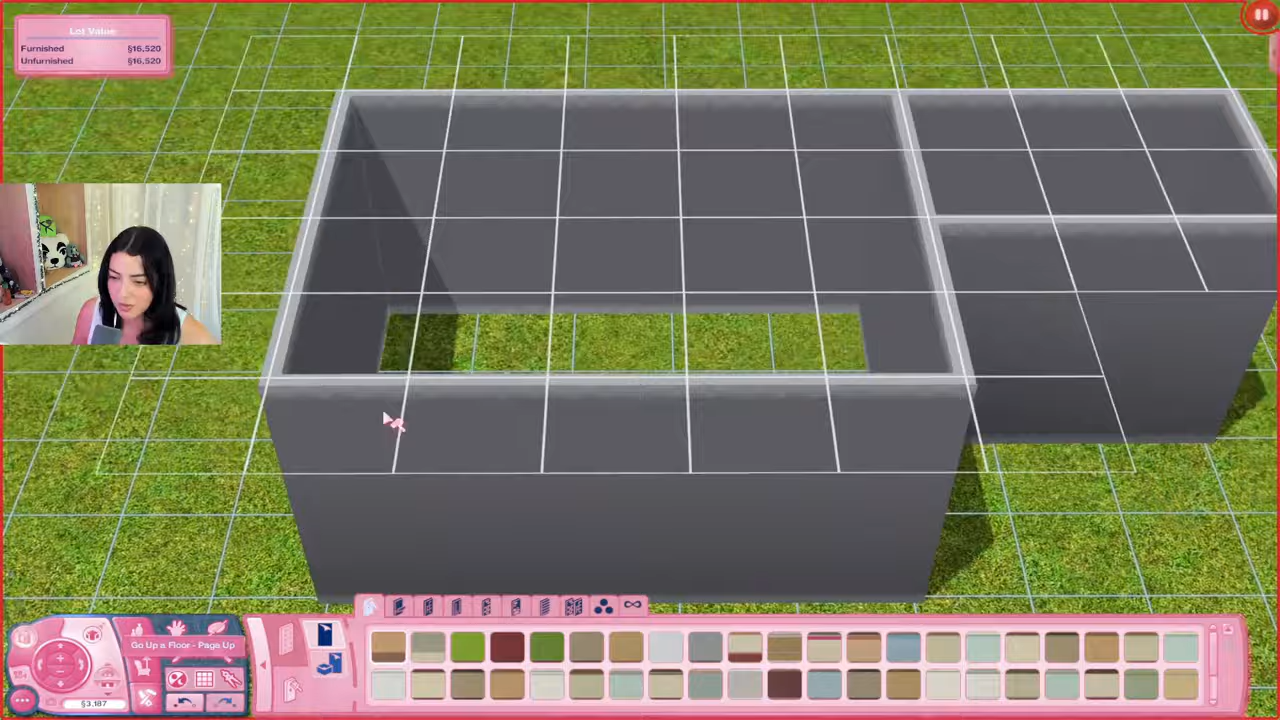 Lot Value
Furnished §16,520
Unfurnished §16,520
Go Up a Floor - Page Up
§3,187